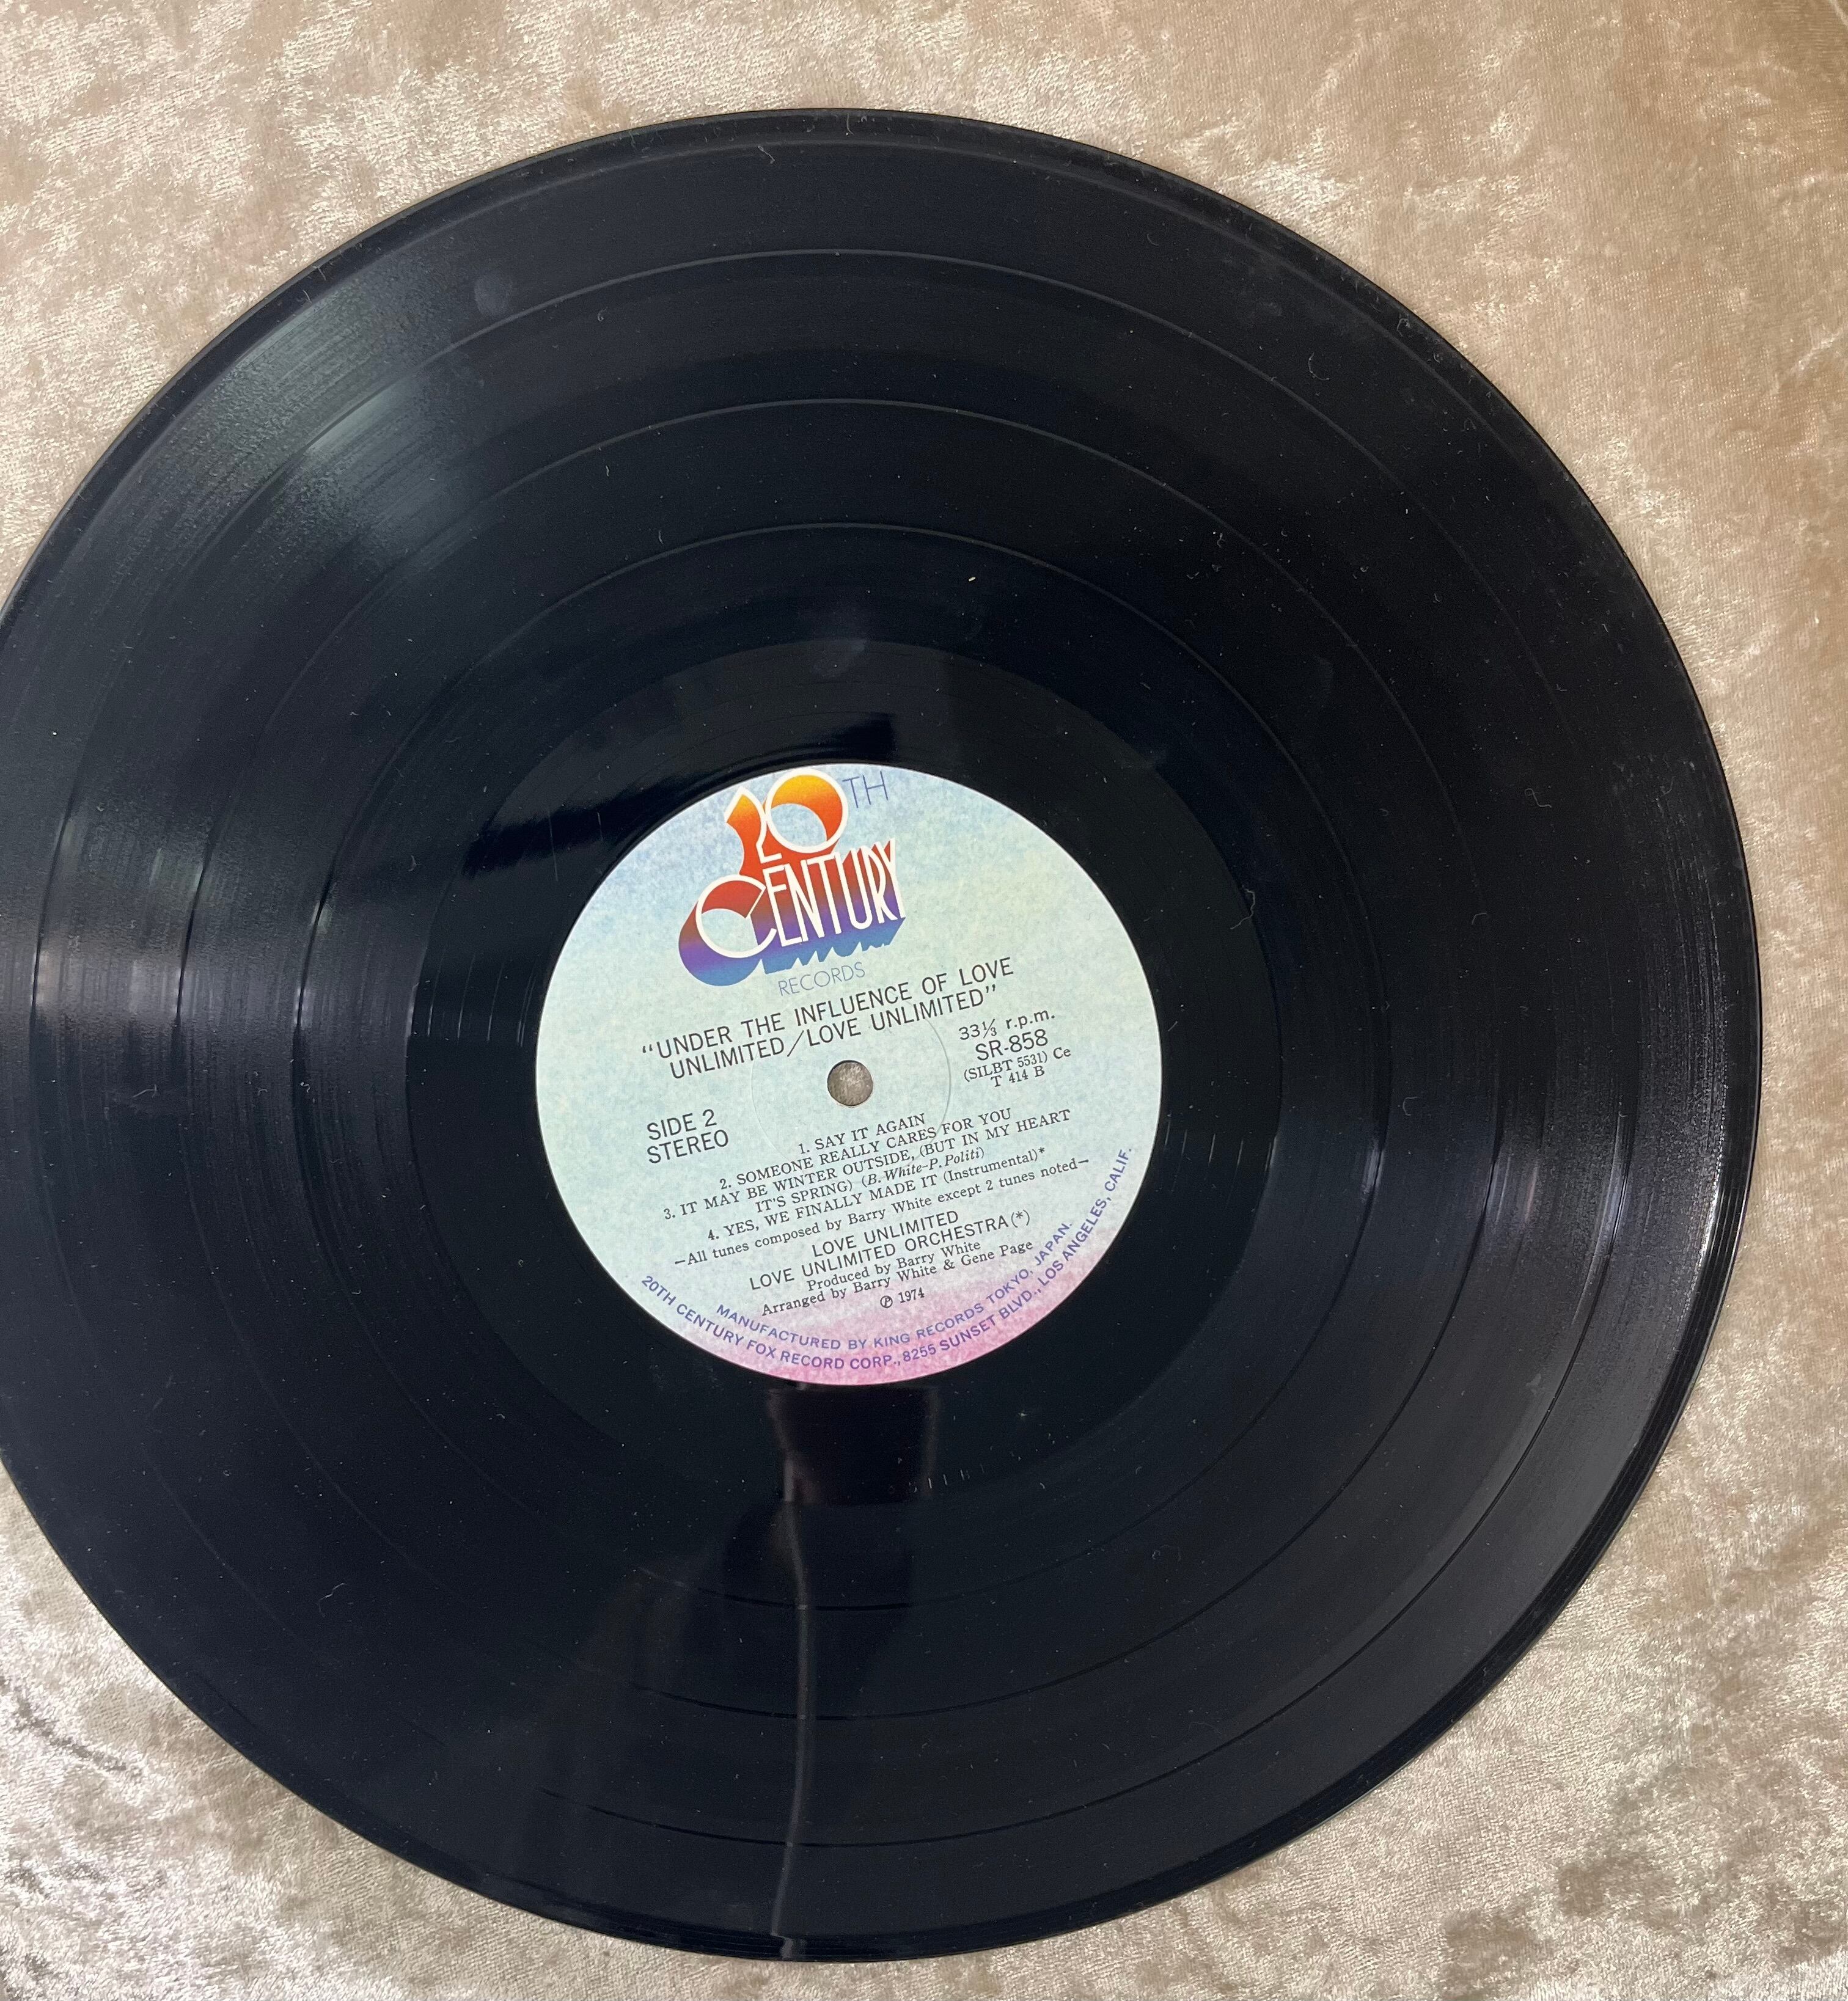 20TH
CENTURY
RECORDS
“UNDER THE INFLUENCE OF LOVE
UNLIMITED/LOVE UNLIMITED”
33⅓ r.p.m.
SR-858
(SILBT 5531) Ce
T 414 B
SIDE 2
STEREO
1. SAY IT AGAIN
2. SOMEONE REALLY CARES FOR YOU
3. IT MAY BE WINTER OUTSIDE, (BUT IN MY HEART
IT'S SPRING) (B. White-P. Politi)
4. YES, WE FINALLY MADE IT (Instrumental)*
—All tunes composed by Barry White except 2 tunes noted—
LOVE UNLIMITED
LOVE UNLIMITED ORCHESTRA(*)
Produced by Barry White
Arranged by Barry White & Gene Page
℗ 1974
MANUFACTURED BY KING RECORDS TOKYO, JAPAN.
20TH CENTURY FOX RECORD CORP., 8255 SUNSET BLVD., LOS ANGELES, CALIF.